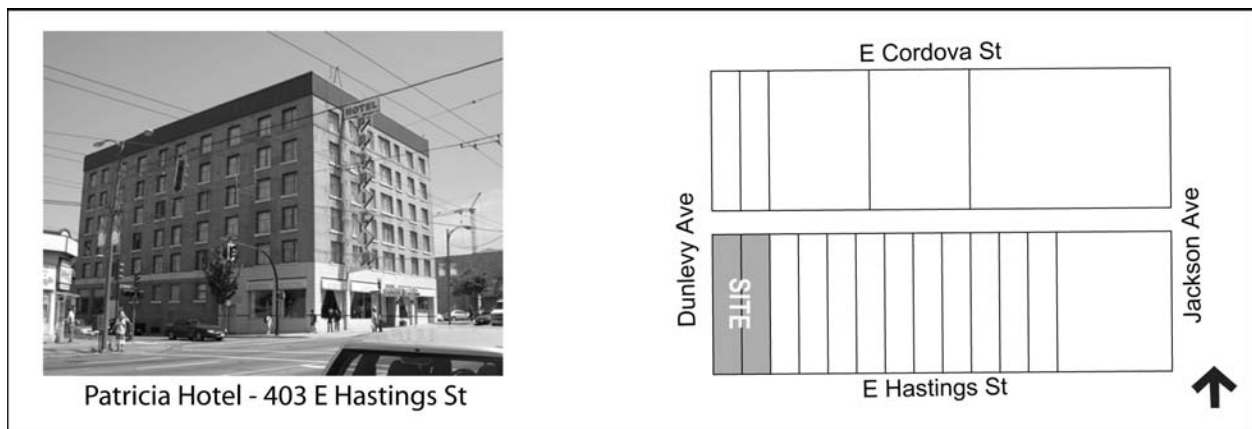 HOTEL
Patricia Hotel - 403 E Hastings St
E Cordova St
Dunlevy Ave
Jackson Ave
SITE
E Hastings St